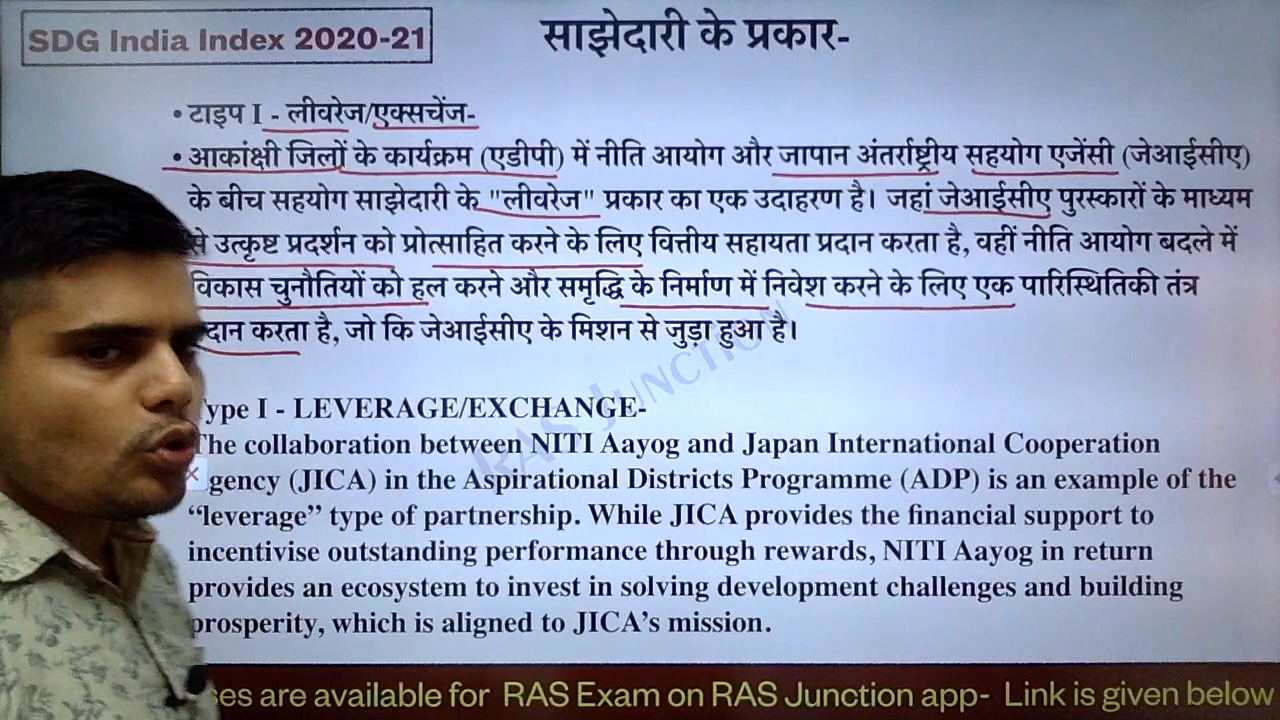 SDG India Index 2020-21
साझेदारी के प्रकार-
• टाइप I - लीवरेज/एक्सचेंज-
• आकांक्षी जिलों के कार्यक्रम (एडीपी) में नीति आयोग और जापान अंतर्राष्ट्रीय सहयोग एजेंसी (जेआईसीए)
के बीच सहयोग साझेदारी के "लीवरेज" प्रकार का एक उदाहरण है। जहां जेआईसीए पुरस्कारों के माध्यम
से उत्कृष्ट प्रदर्शन को प्रोत्साहित करने के लिए वित्तीय सहायता प्रदान करता है, वहीं नीति आयोग बदले में
विकास चुनौतियों को हल करने और समृद्धि के निर्माण में निवेश करने के लिए एक पारिस्थितिकी तंत्र
दान करता है, जो कि जेआईसीए के मिशन से जुड़ा हुआ है।
RAS JUNCTION
ype I - LEVERAGE/EXCHANGE-
The collaboration between NITI Aayog and Japan International Cooperation
gency (JICA) in the Aspirational Districts Programme (ADP) is an example of the
“leverage” type of partnership. While JICA provides the financial support to
incentivise outstanding performance through rewards, NITI Aayog in return
provides an ecosystem to invest in solving development challenges and building
prosperity, which is aligned to JICA’s mission.
ses are available for RAS Exam on RAS Junction app- Link is given below